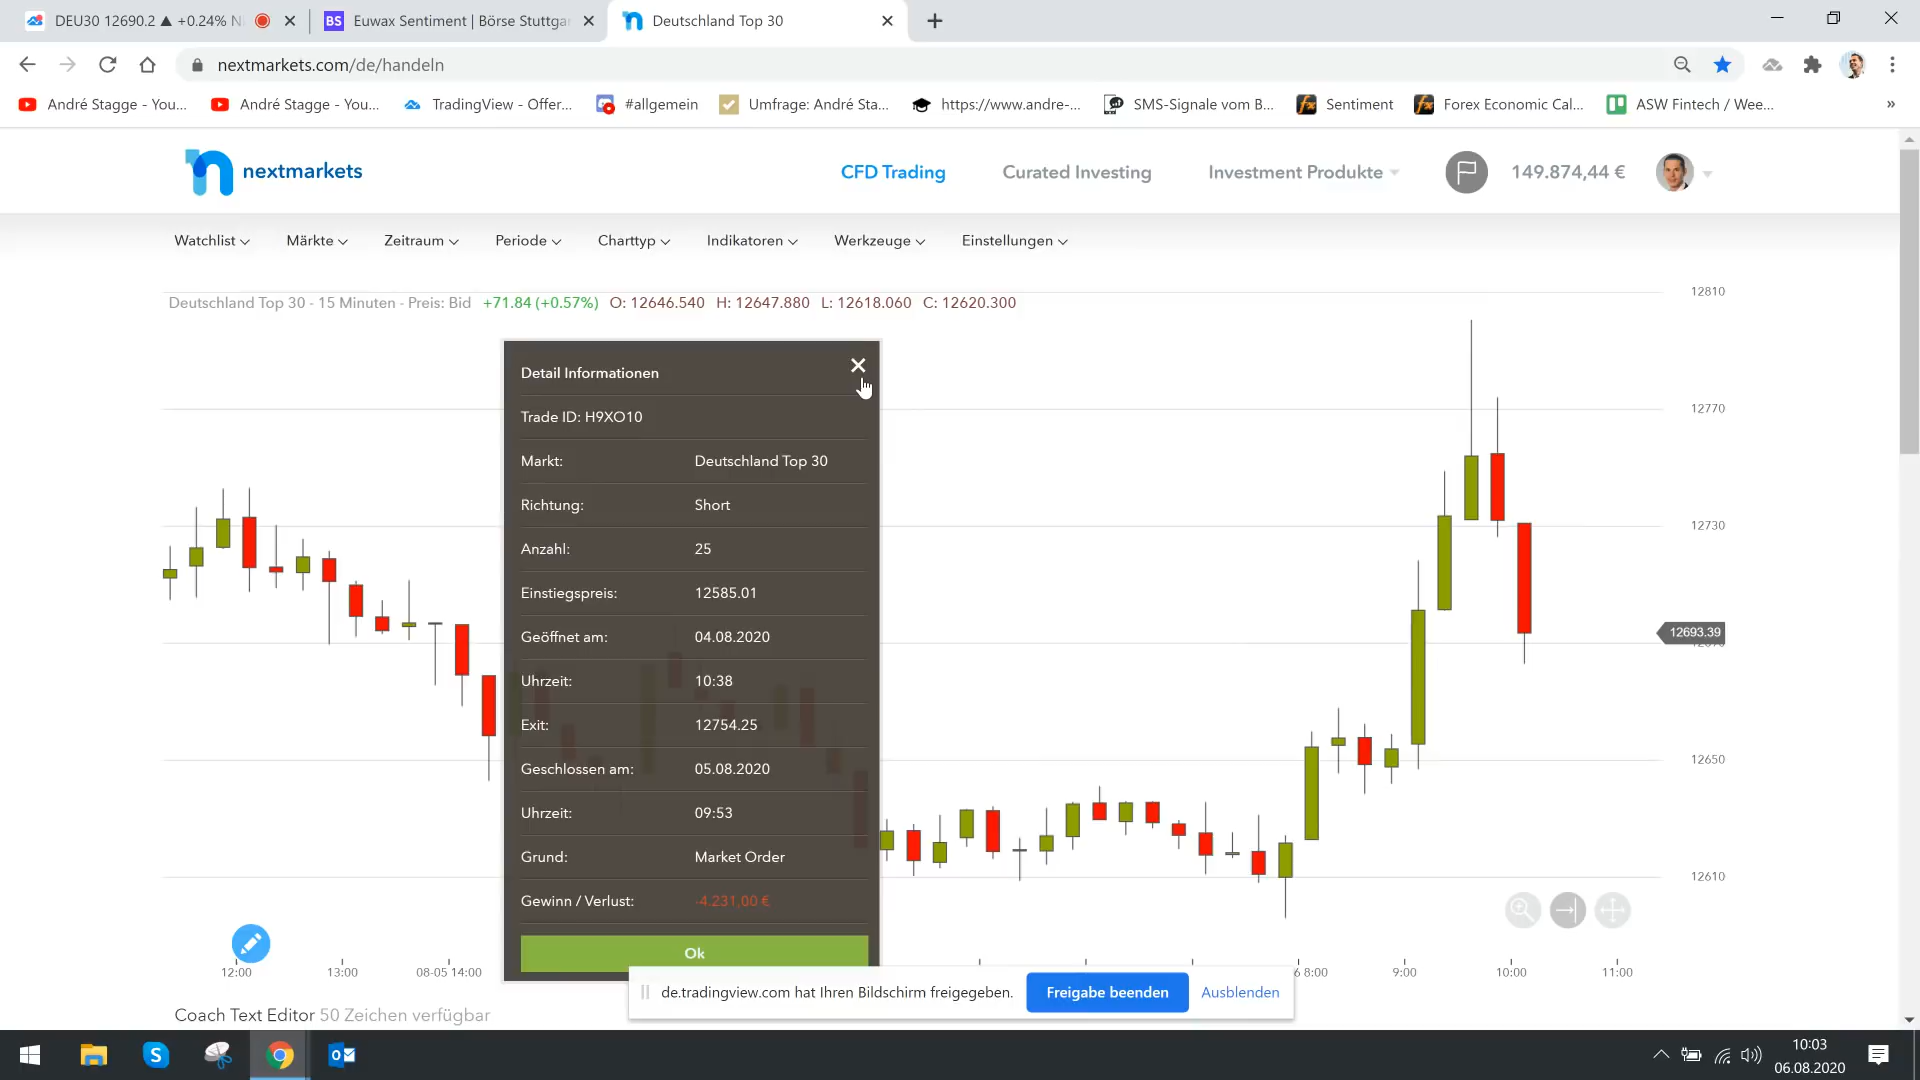 DEU30 12690.2 ▲ +0.24%
BS Euwax Sentiment | Börse Stuttgar
Deutschland Top 30
nextmarkets.com/de/handeln
André Stagge - You...
André Stagge - You...
TradingView - Offer...
#allgemein
Umfrage: André Sta...
https://www.andre-...
SMS-Signale vom B...
Sentiment
Forex Economic Cal...
ASW Fintech / Wee...
»
nextmarkets
CFD Trading
Curated Investing
Investment Produkte
149.874,44 €
Watchlist
Märkte
Zeitraum
Periode
Charttyp
Indikatoren
Werkzeuge
Einstellungen
Deutschland Top 30 - 15 Minuten - Preis: Bid +71.84 (+0.57%) O: 12646.540 H: 12647.880 L: 12618.060 C: 12620.300
12810
12770
12730
12693.39
12650
12610
Detail Informationen
Trade ID: H9XO10
Markt: Deutschland Top 30
Richtung: Short
Anzahl: 25
Einstiegspreis: 12585.01
Geöffnet am: 04.08.2020
Uhrzeit: 10:38
Exit: 12754.25
Geschlossen am: 05.08.2020
Uhrzeit: 09:53
Grund: Market Order
Gewinn / Verlust: -4.231,00 €
Ok
12:00
13:00
08-05 14:00
6 8:00
9:00
10:00
11:00
de.tradingview.com hat Ihren Bildschirm freigegeben.
Freigabe beenden
Ausblenden
Coach Text Editor 50 Zeichen verfügbar
10:03
06.08.2020